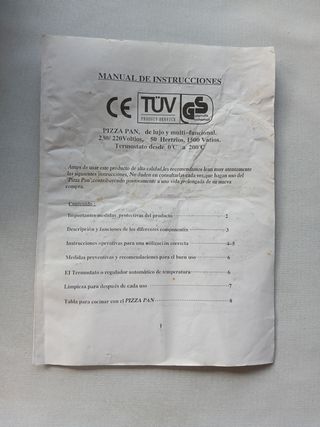 MANUAL DE INSTRUCCIONES
CE TÜV PRODUCT SERVICE GS
PIZZA PAN, de lujo y multi-funcional.
230/ 220Voltios, 50 Hertzios, 1500 Vatios.
Termostato desde 0°C a 200°C
Antes de usar este producto de alta calidad, les recomendamos lean muy atentamente
las siguientes instrucciones. No duden en consultarlas cada vez que hagan uso del
'Pizza Pan', contribuyendo positivamente a una vida prolongada de su nueva
compra.
Contenido:
Importantes medidas protectivas del producto 2
Descripción y funciones de los diferentes componentes 3
Instrucciones operativas para una utilización correcta 4-5
Medidas preventivas y recomendaciones para el buen uso 6
El Termostato o regulador automático de temperatura 6
Limpieza para después de cada uso 7
Tabla para cocinar con el PIZZA PAN 8
1